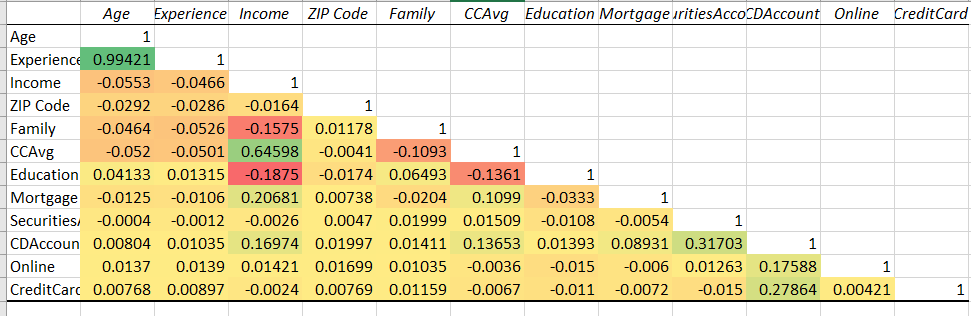 Age Experience Income ZIP Code Family CCAvg Education Mortgage uritiesAcco CDAccount Online CreditCard
Age 1
Experience 0.99421 1
Income -0.0553 -0.0466 1
ZIP Code -0.0292 -0.0286 -0.0164 1
Family -0.0464 -0.0526 -0.1575 0.01178 1
CCAvg -0.052 -0.0501 0.64598 -0.0041 -0.1093 1
Education 0.04133 0.01315 -0.1875 -0.0174 0.06493 -0.1361 1
Mortgage -0.0125 -0.0106 0.20681 0.00738 -0.0204 0.1099 -0.0333 1
Securities -0.0004 -0.0012 -0.0026 0.0047 0.01999 0.01509 -0.0108 -0.0054 1
CDAccoun 0.00804 0.01035 0.16974 0.01997 0.01411 0.13653 0.01393 0.08931 0.31703 1
Online 0.0137 0.0139 0.01421 0.01699 0.01035 -0.0036 -0.015 -0.006 0.01263 0.17588 1
CreditCard 0.00768 0.00897 -0.0024 0.00769 0.01159 -0.0067 -0.011 -0.0072 -0.015 0.27864 0.00421 1